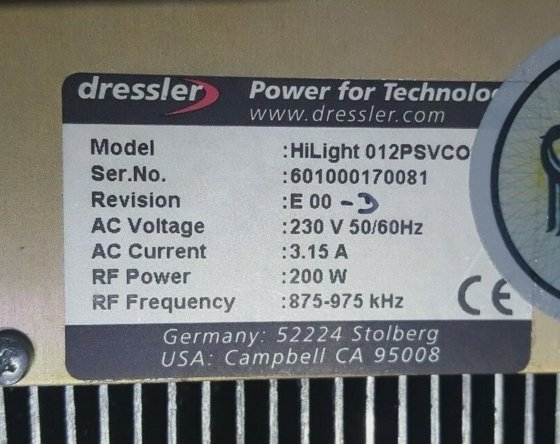 dressler Power for Technolo
www.dressler.com
Model :HiLight 012PSVCO
Ser.No. :601000170081
Revision :E 00
AC Voltage :230 V 50/60Hz
AC Current :3.15 A
RF Power :200 W
RF Frequency :875-975 kHz
CE
Germany: 52224 Stolberg
USA: Campbell CA 95008